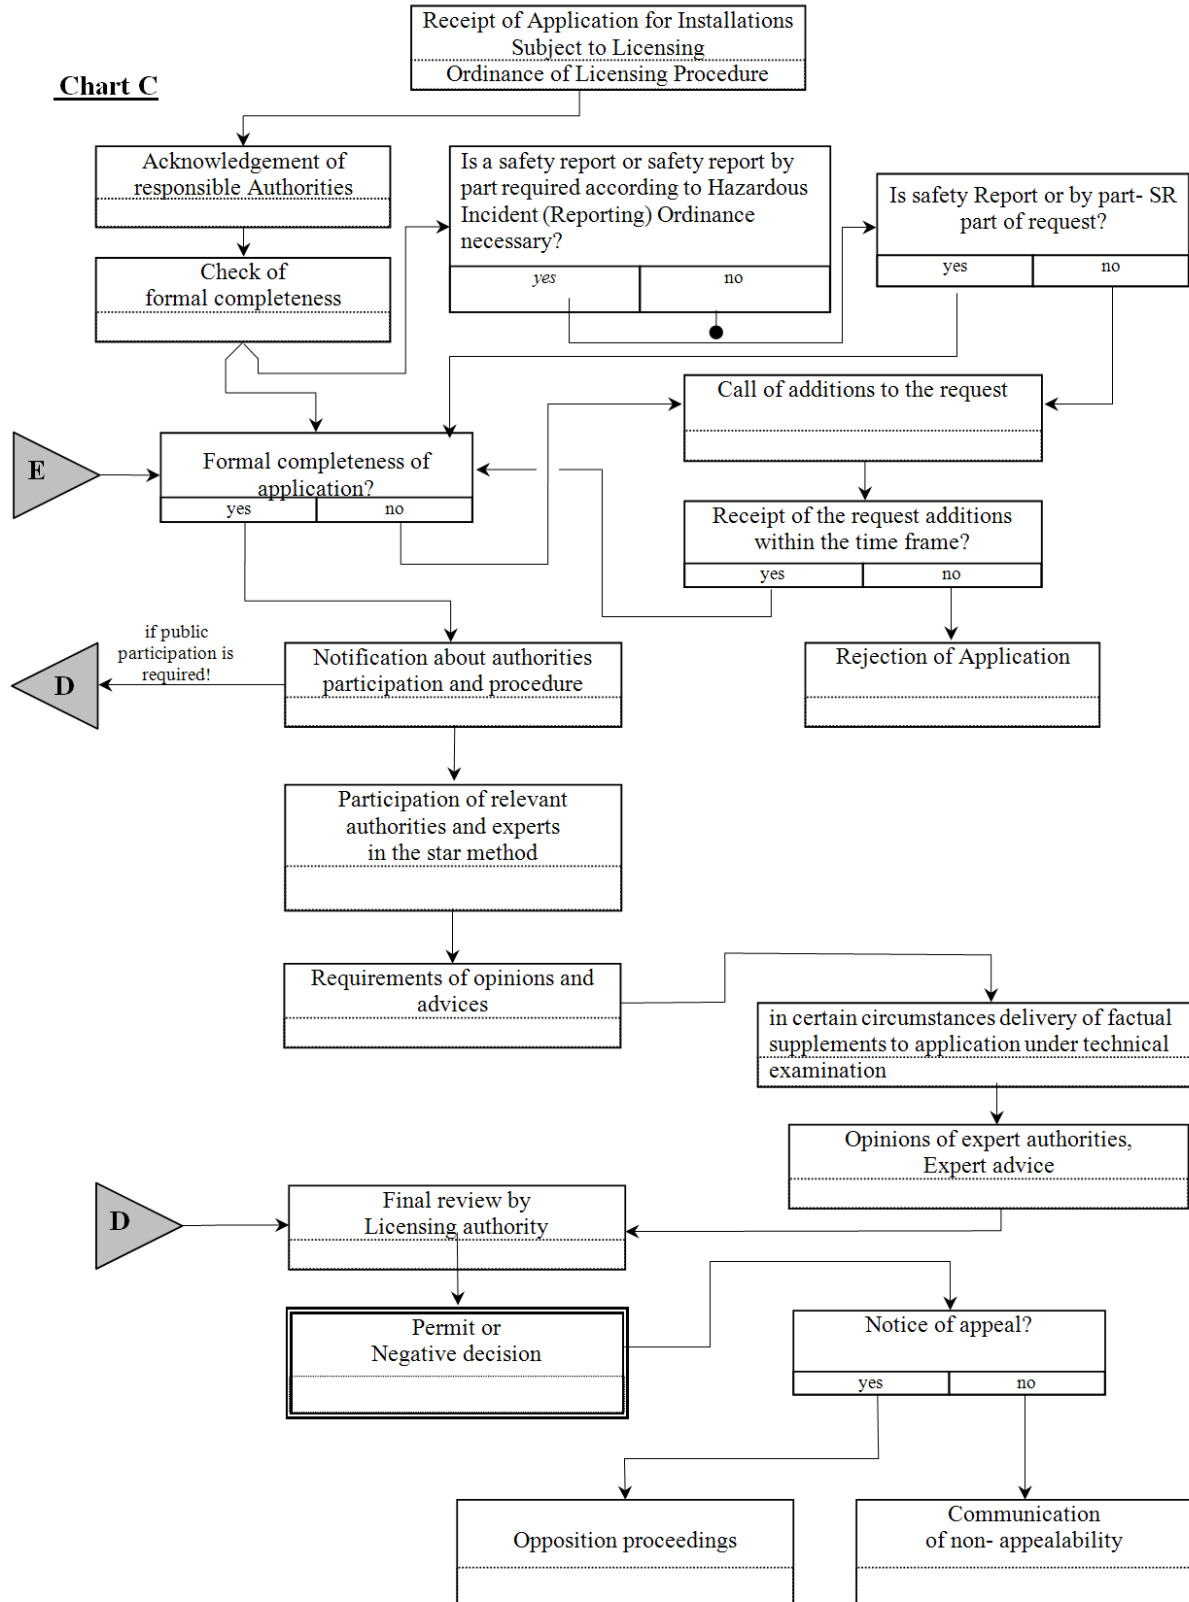 Receipt of Application for Installations
Subject to Licensing
Ordinance of Licensing Procedure
Chart C
Acknowledgement of
responsible Authorities
Is a safety report or safety report by
part required according to Hazardous
Incident (Reporting) Ordinance
necessary?
yes
no
Is safety Report or by part- SR
part of request?
yes
no
Check of
formal completeness
Call of additions to the request
E
Formal completeness of
application?
yes
no
Receipt of the request additions
within the time frame?
yes
no
if public
participation is
required!
D
Notification about authorities
participation and procedure
Rejection of Application
Participation of relevant
authorities and experts
in the star method
Requirements of opinions and
advices
in certain circumstances delivery of factual
supplements to application under technical
examination
Opinions of expert authorities,
Expert advice
D
Final review by
Licensing authority
Permit or
Negative decision
Notice of appeal?
yes
no
Opposition proceedings
Communication
of non- appealability